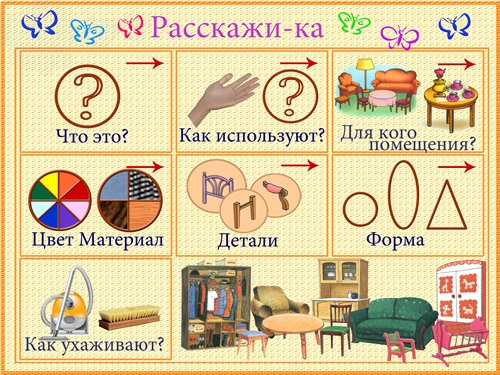 Расскажи-ка
Что это?
Как используют?
Для кого
помещения?
Цвет Материал
Детали
Форма
Как ухаживают?